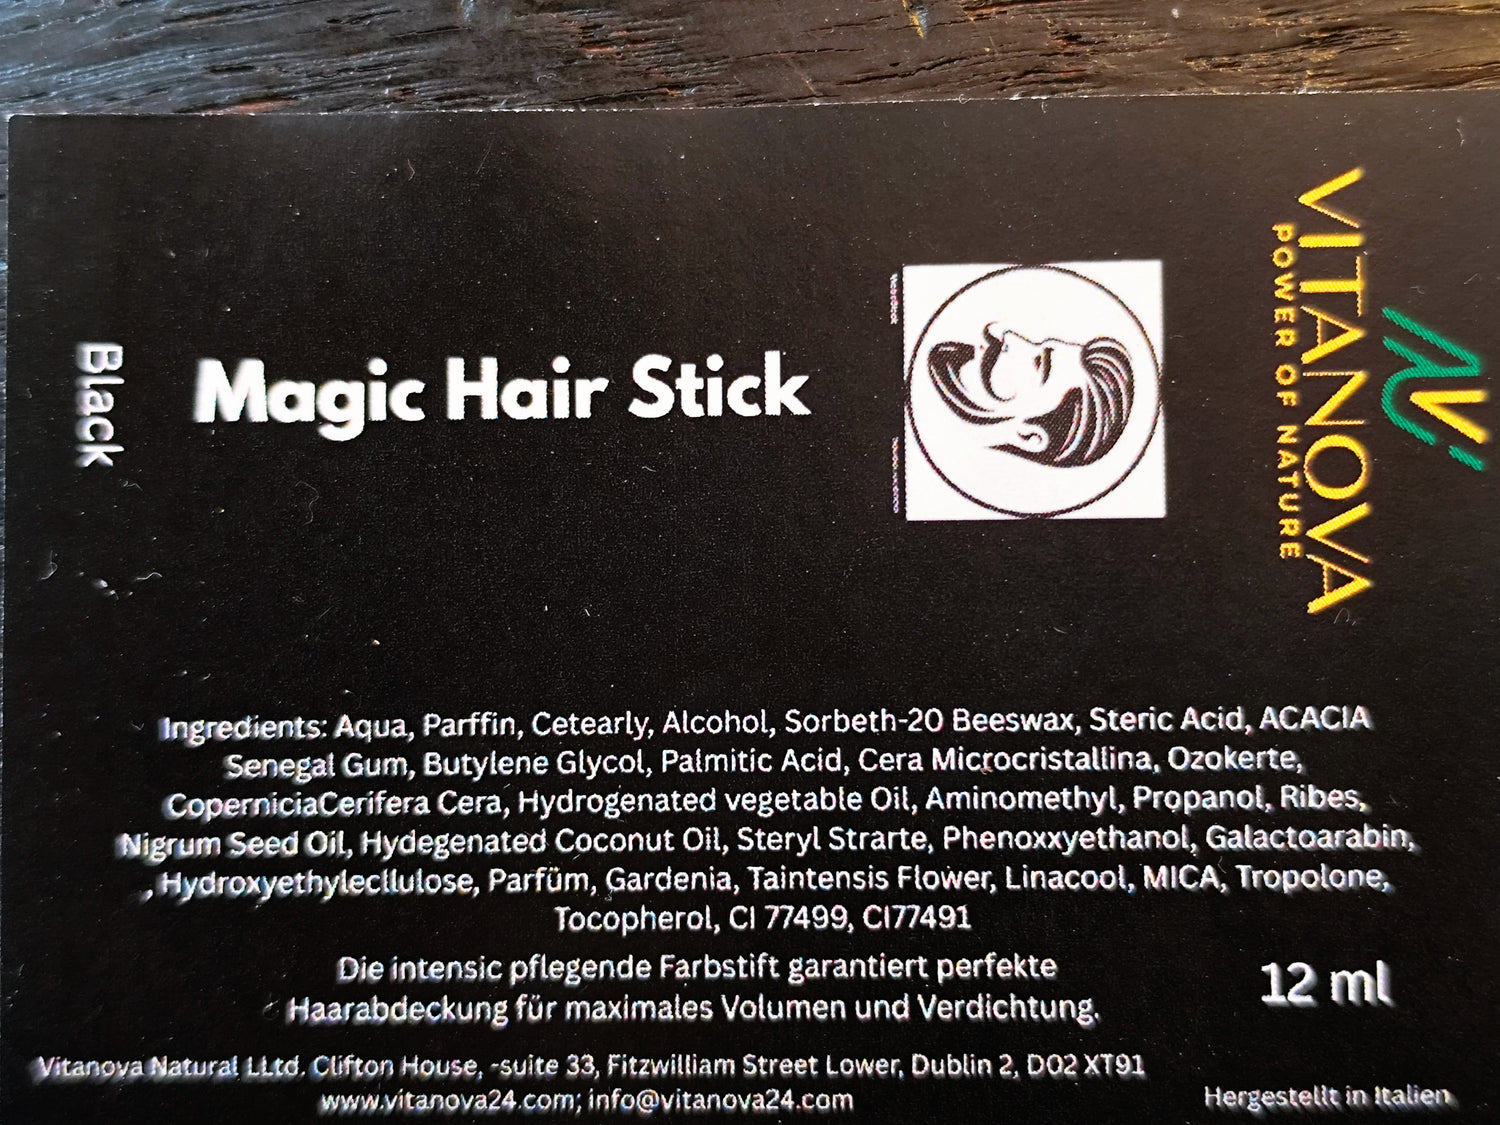 VITANOVA
POWER OF NATURE
Black
Magic Hair Stick
Ingredients: Aqua, Parffin, Cetearly, Alcohol, Sorbeth-20 Beeswax, Steric Acid, ACACIA
Senegal Gum, Butylene Glycol, Palmitic Acid, Cera Microcristallina, Ozokerte,
CoperniciaCerifera Cera, Hydrogenated vegetable Oil, Aminomethyl, Propanol, Ribes,
Nigrum Seed Oil, Hydegenated Coconut Oil, Steryl Strarte, Phenoxxyethanol, Galactoarabin,
, Hydroxyethylecllulose, Parfüm, Gardenia, Taintensis Flower, Linacool, MICA, Tropolone,
Tocopherol, CI 77499, CI77491
Die intensic pflegende Farbstift garantiert perfekte
Haarabdeckung für maximales Volumen und Verdichtung.
12 ml
Vitanova Natural LLtd. Clifton House, -suite 33, Fitzwilliam Street Lower, Dublin 2, D02 XT91
www.vitanova24.com; info@vitanova24.com
Hergestellt in Italien